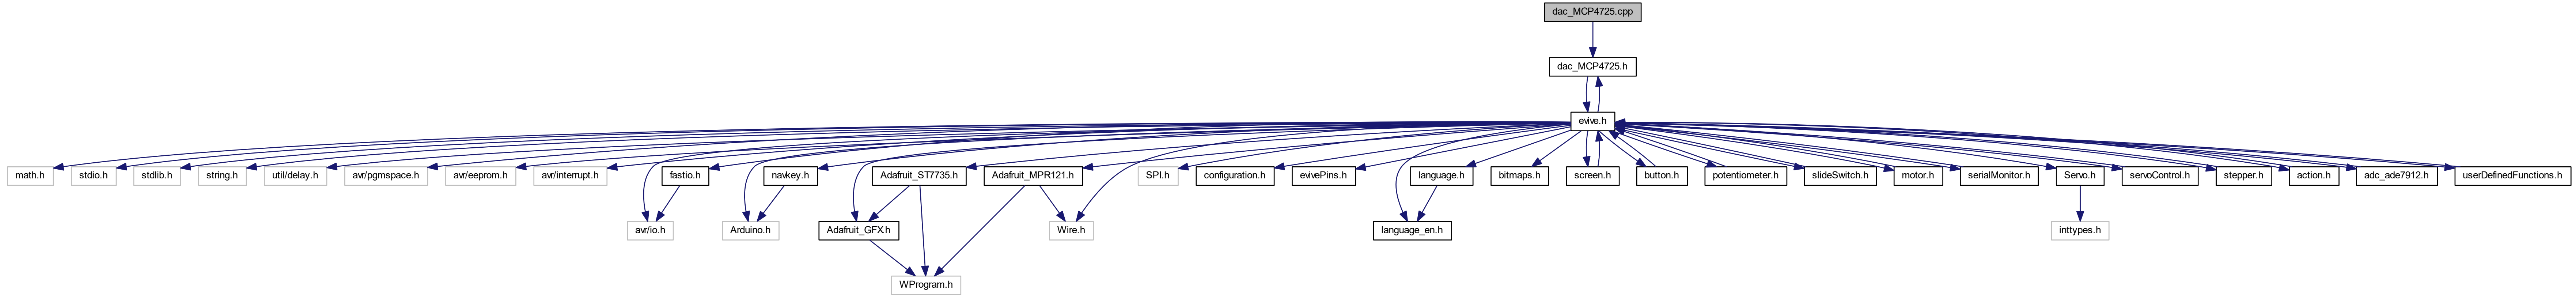 dac_MCP4725.cpp
dac_MCP4725.h
evive.h
math.h
stdio.h
stdlib.h
string.h
util/delay.h
avr/pgmspace.h
avr/eeprom.h
avr/interrupt.h
fastio.h
navkey.h
Adafruit_ST7735.h
Adafruit_MPR121.h
SPI.h
configuration.h
evivePins.h
language.h
bitmaps.h
screen.h
button.h
potentiometer.h
slideSwitch.h
motor.h
serialMonitor.h
Servo.h
servoControl.h
stepper.h
action.h
adc_ade7912.h
userDefinedFunctions.h
avr/io.h
Arduino.h
Adafruit_GFX.h
Wire.h
language_en.h
inttypes.h
WProgram.h